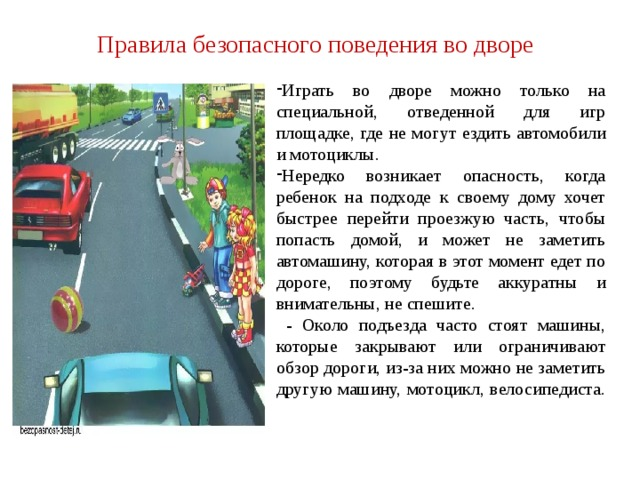 Правила безопасного поведения во дворе
-Играть во дворе можно только на
специальной, отведенной для игр
площадке, где не могут ездить автомобили
и мотоциклы.
-Нередко возникает опасность, когда
ребенок на подходе к своему дому хочет
быстрее перейти проезжую часть, чтобы
попасть домой, и может не заметить
автомашину, которая в этот момент едет по
дороге, поэтому будьте аккуратны и
внимательны, не спешите.
- Около подъезда часто стоят машины,
которые закрывают или ограничивают
обзор дороги, из-за них можно не заметить
другую машину, мотоцикл, велосипедиста.
bezopasnost-detej.ru